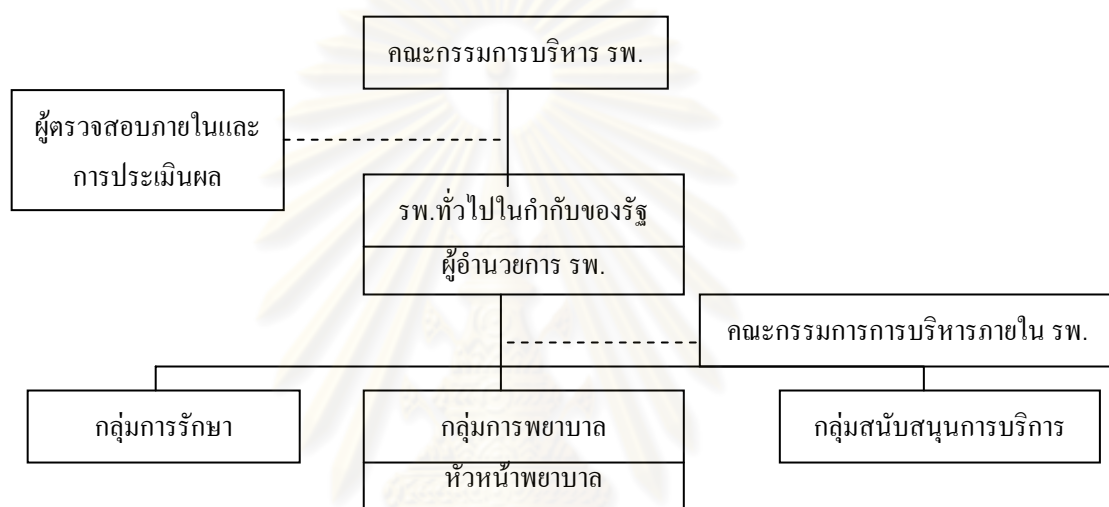 คณะกรรมการบริหาร รพ.
ผู้ตรวจสอบภายในและ
การประเมินผล
รพ.ทั่วไปในกำกับของรัฐ
ผู้อำนวยการ รพ.
คณะกรรมการการบริหารภายใน รพ.
กลุ่มการรักษา
กลุ่มการพยาบาล
กลุ่มสนับสนุนการบริการ
หัวหน้าพยาบาล